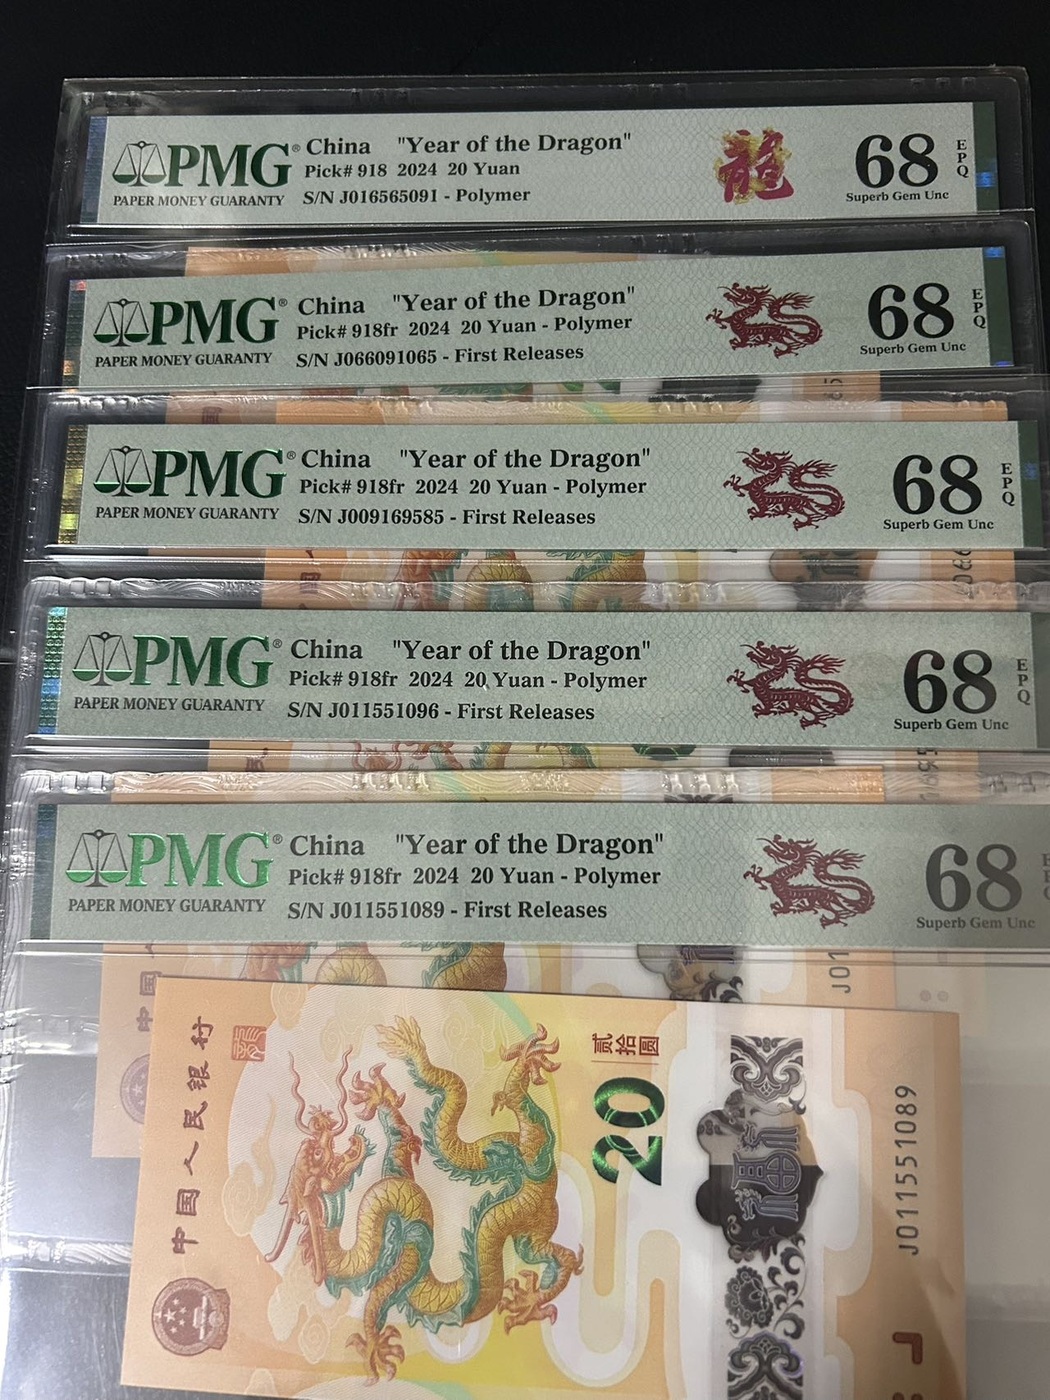 PMG®
PAPER MONEY GUARANTY
China "Year of the Dragon"
Pick# 918 2024 20 Yuan
S/N J016565091 - Polymer
龍
68
EPQ
Superb Gem Unc
PMG®
PAPER MONEY GUARANTY
China "Year of the Dragon"
Pick# 918fr 2024 20 Yuan - Polymer
S/N J066091065 - First Releases
68
EPQ
Superb Gem Unc
PMG®
PAPER MONEY GUARANTY
China "Year of the Dragon"
Pick# 918fr 2024 20 Yuan - Polymer
S/N J009169585 - First Releases
68
EPQ
Superb Gem Unc
PMG®
PAPER MONEY GUARANTY
China "Year of the Dragon"
Pick# 918fr 2024 20 Yuan - Polymer
S/N J011551096 - First Releases
68
EPQ
Superb Gem Unc
PMG®
PAPER MONEY GUARANTY
China "Year of the Dragon"
Pick# 918fr 2024 20 Yuan - Polymer
S/N J011551089 - First Releases
68
Superb Gem Unc
J01
中国
中国人民银行
贰拾圆
20
J011551089